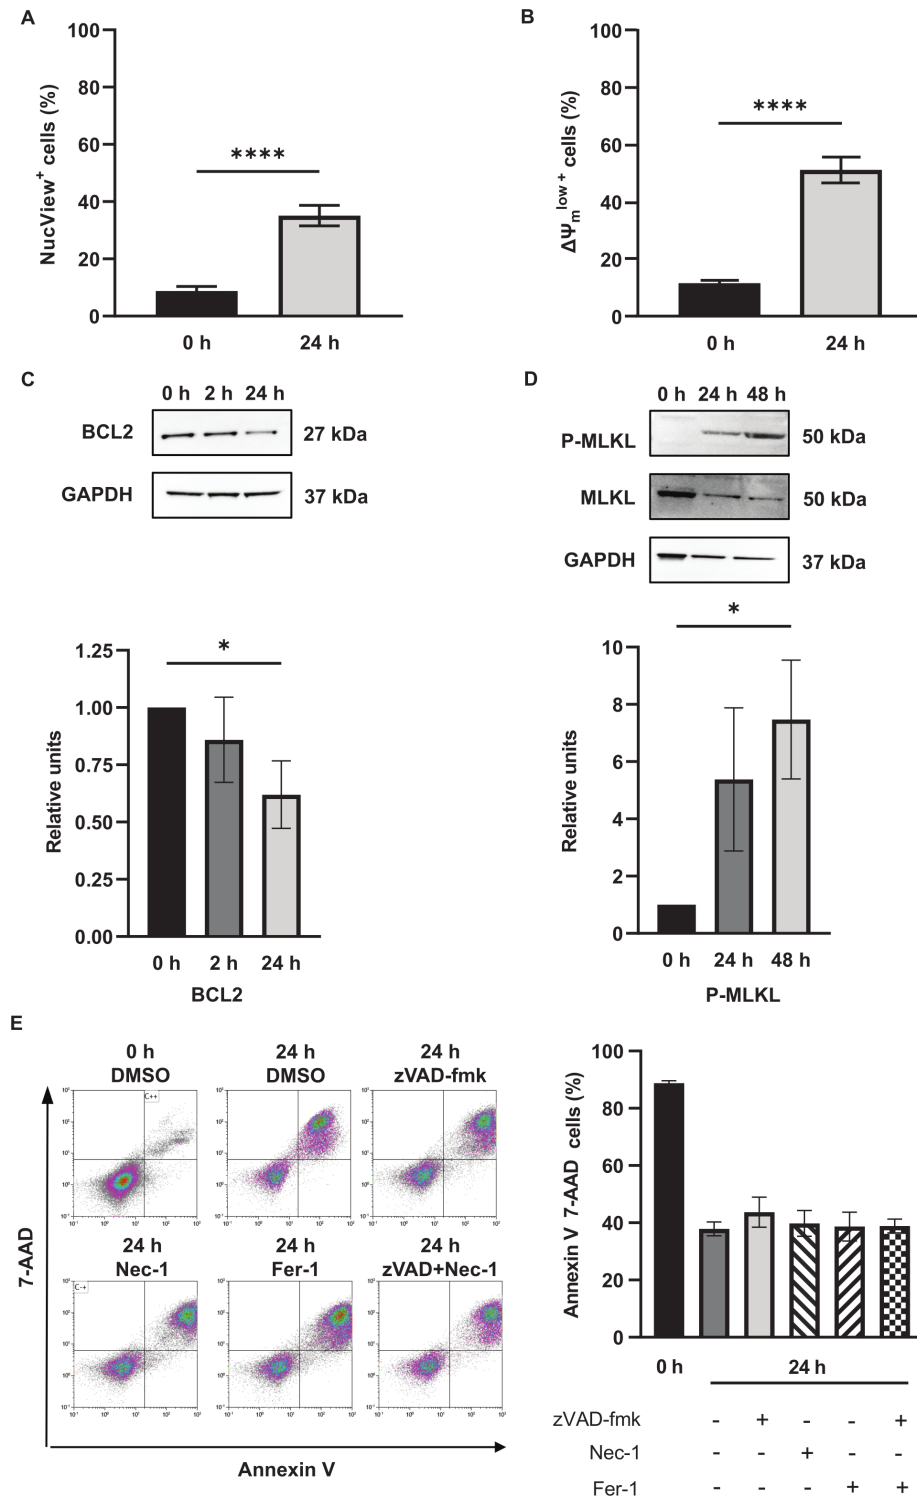 A
NucView+ cells (%)
100
80
60
40
20
0
****
0 h 24 h
B
ΔΨm low + cells (%)
100
80
60
40
20
0
****
0 h 24 h
C
0 h 2 h 24 h
BCL2 27 kDa
GAPDH 37 kDa
Relative units
1.25
1.00
0.75
0.50
0.25
0.00
*
0 h 2 h 24 h
BCL2
D
0 h 24 h 48 h
P-MLKL 50 kDa
MLKL 50 kDa
GAPDH 37 kDa
Relative units
10
8
6
4
2
0
*
0 h 24 h 48 h
P-MLKL
E
7-AAD
0 h 24 h 24 h
DMSO DMSO zVAD-fmk
C++
24 h 24 h 24 h
Nec-1 Fer-1 zVAD+Nec-1
C-+
Annexin V
Annexin V 7-AAD cells (%)
100
80
60
40
20
0
0 h 24 h
zVAD-fmk - + - - +
Nec-1 - - + - -
Fer-1 - - - + +